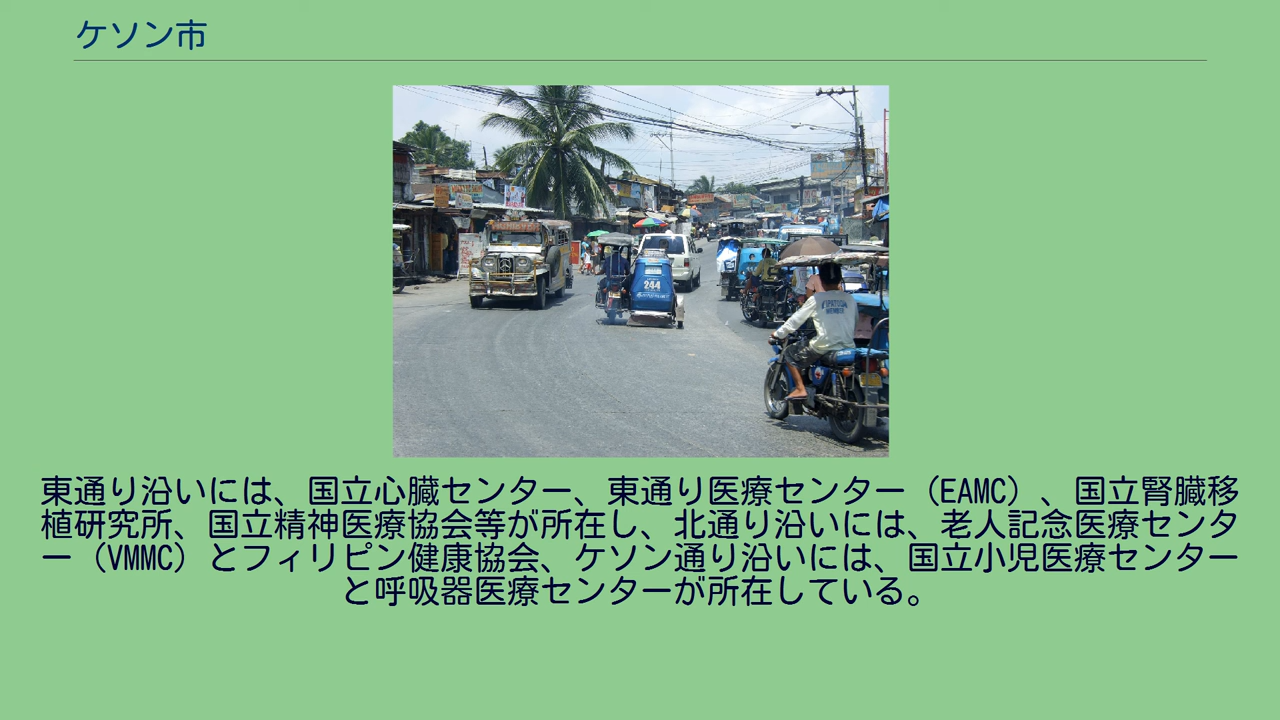 ケソン市
244
東通り沿いには、国立心臓センター、東通り医療センター（EAMC）、国立腎臓移
植研究所、国立精神医療協会等が所在し、北通り沿いには、老人記念医療センタ
ー（VMMC）とフィリピン健康協会、ケソン通り沿いには、国立小児医療センター
と呼吸器医療センターが所在している。